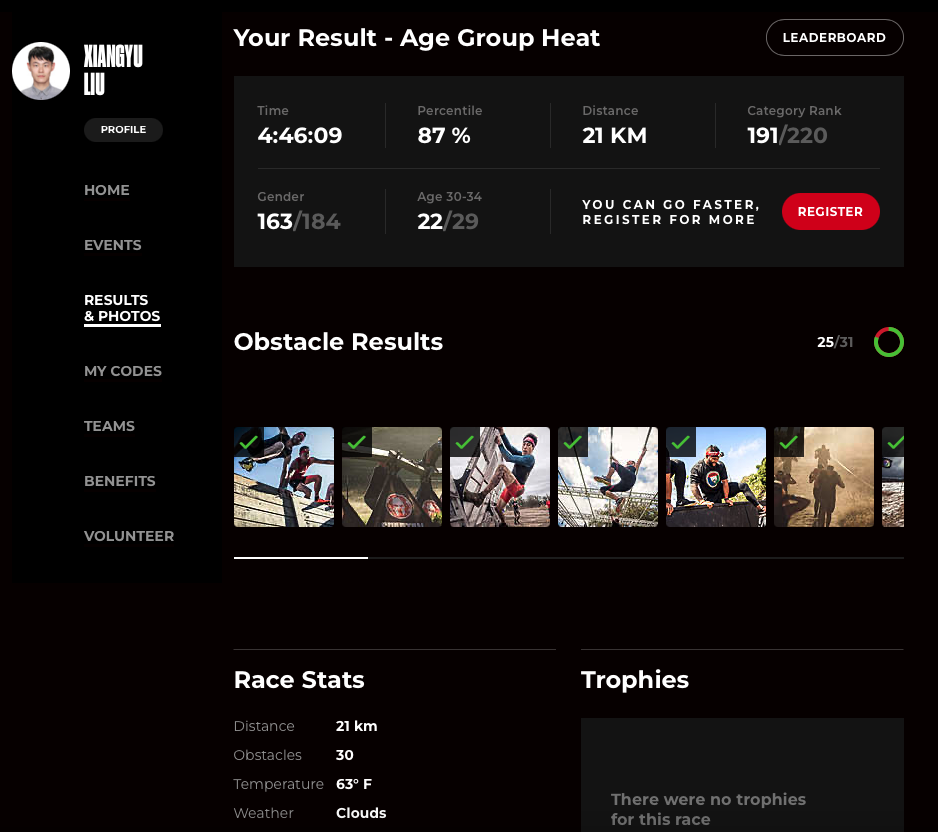 XIANGYU
LIU
PROFILE
HOME
EVENTS
RESULTS
& PHOTOS
MY CODES
TEAMS
BENEFITS
VOLUNTEER
Your Result - Age Group Heat
LEADERBOARD
Time
4:46:09
Percentile
87 %
Distance
21 KM
Category Rank
191/220
Gender
163/184
Age 30-34
22/29
YOU CAN GO FASTER,
REGISTER FOR MORE
REGISTER
Obstacle Results
25/31
Race Stats
Distance 21 km
Obstacles 30
Temperature 63° F
Weather Clouds
Trophies
There were no trophies
for this race